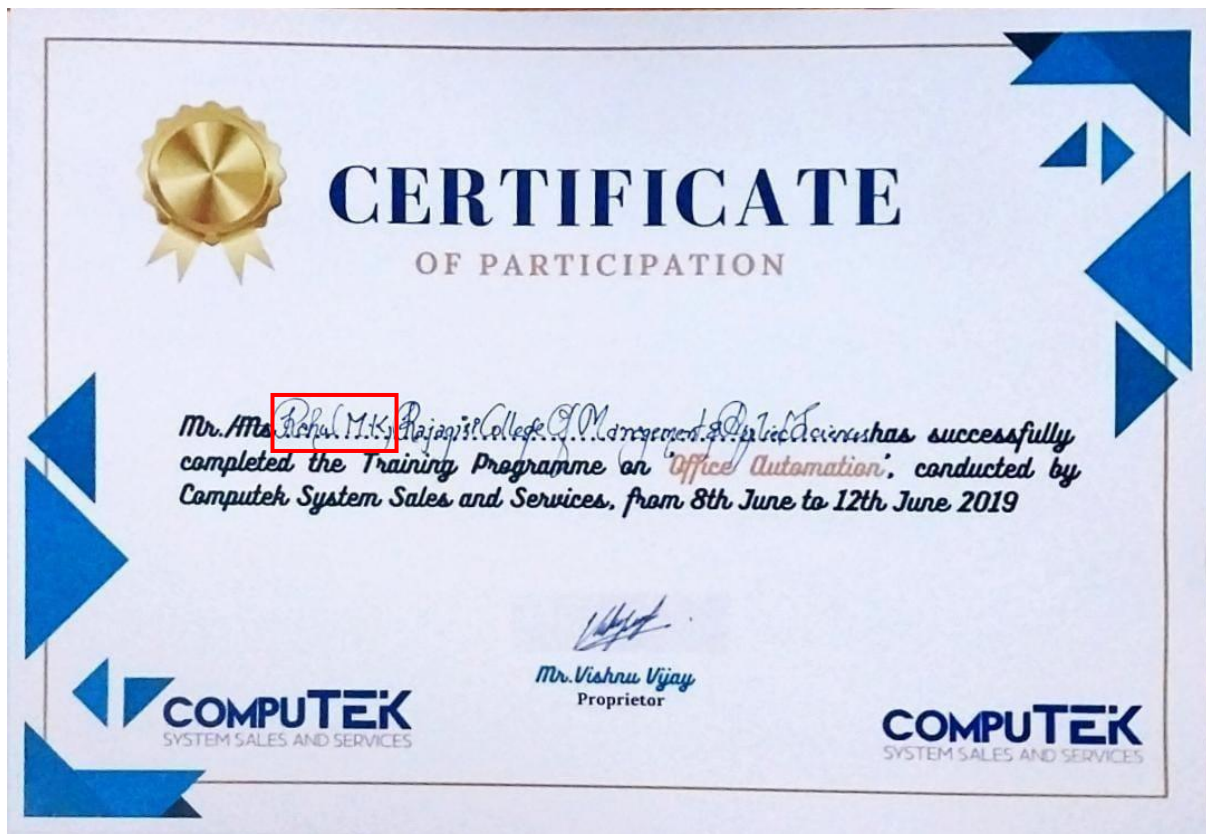 CERTIFICATE
OF PARTICIPATION
Mr./Ms Rahul M.K, Rajagiri College Of Management & Applied Sciences has successfully
completed the Training Programme on 'Office Automation', conducted by
Computek System Sales and Services, from 8th June to 12th June 2019
Mr.Vishnu Vijay
Proprietor
COMPUTEK
SYSTEM SALES AND SERVICES
COMPUTEK
SYSTEM SALES AND SERVICES